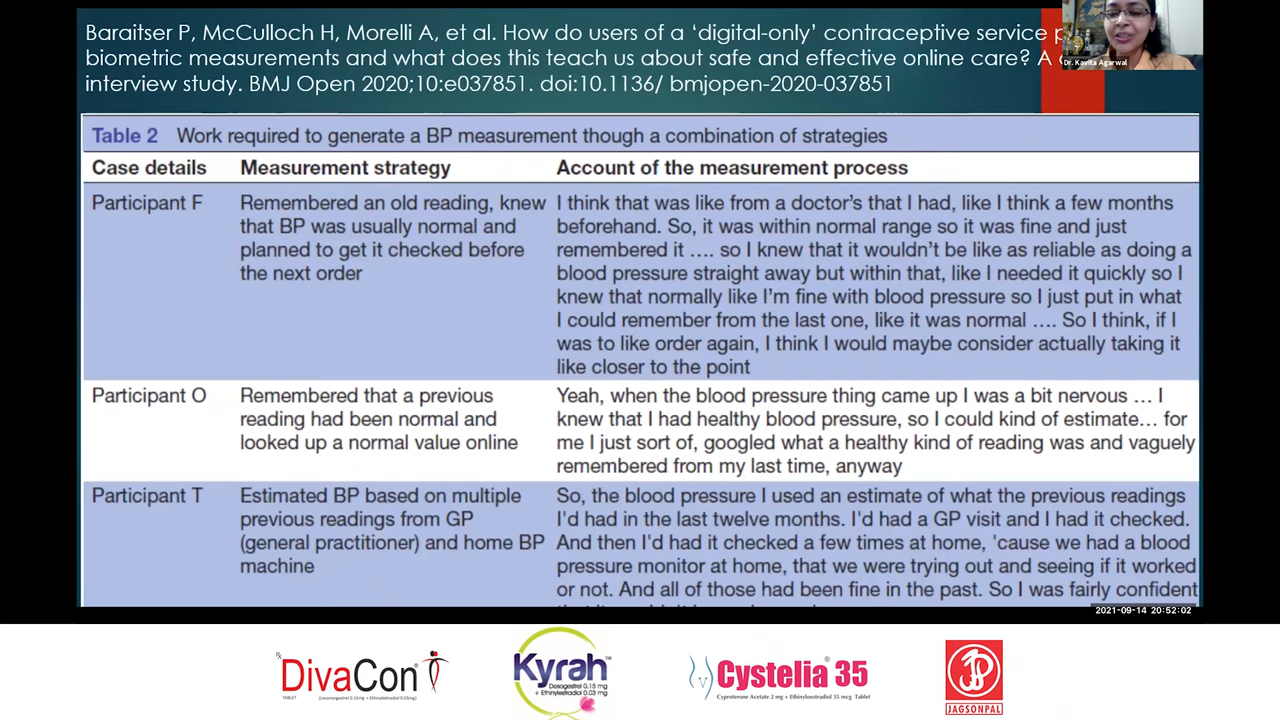 Baraitser P, McCulloch H, Morelli A, et al. How do users of a ‘digital-only’ contraceptive service
biometric measurements and what does this teach us about safe and effective online care? A
interview study. BMJ Open 2020;10:e037851. doi:10.1136/ bmjopen-2020-037851
Dr. Kavita Agarwal
Table 2 Work required to generate a BP measurement though a combination of strategies
Case details Measurement strategy Account of the measurement process
Participant F
Remembered an old reading, knew
that BP was usually normal and
planned to get it checked before
the next order
I think that was like from a doctor’s that I had, like I think a few months
beforehand. So, it was within normal range so it was fine and just
remembered it …. so I knew that it wouldn’t be like as reliable as doing a
blood pressure straight away but within that, like I needed it quickly so I
knew that normally like I’m fine with blood pressure so I just put in what
I could remember from the last one, like it was normal …. So I think, if I
was to like order again, I think I would maybe consider actually taking it
like closer to the point
Participant O
Remembered that a previous
reading had been normal and
looked up a normal value online
Yeah, when the blood pressure thing came up I was a bit nervous … I
knew that I had healthy blood pressure, so I could kind of estimate… for
me I just sort of, googled what a healthy kind of reading was and vaguely
remembered from my last time, anyway
Participant T
Estimated BP based on multiple
previous readings from GP
(general practitioner) and home BP
machine
So, the blood pressure I used an estimate of what the previous readings
I'd had in the last twelve months. I'd had a GP visit and I had it checked.
And then I'd had it checked a few times at home, 'cause we had a blood
pressure monitor at home, that we were trying out and seeing if it worked
or not. And all of those had been fine in the past. So I was fairly confident
2021-09-14 20:52:02
DivaCon
TABLET
Kyrah™
Desogestrel 0.15 mg
+ Ethinylestradiol 0.03 mg
Cystelia® 35
Cyproterone Acetate 2 mg + Ethinyloestradiol 35 mcg Tablet
JAGSONPAL